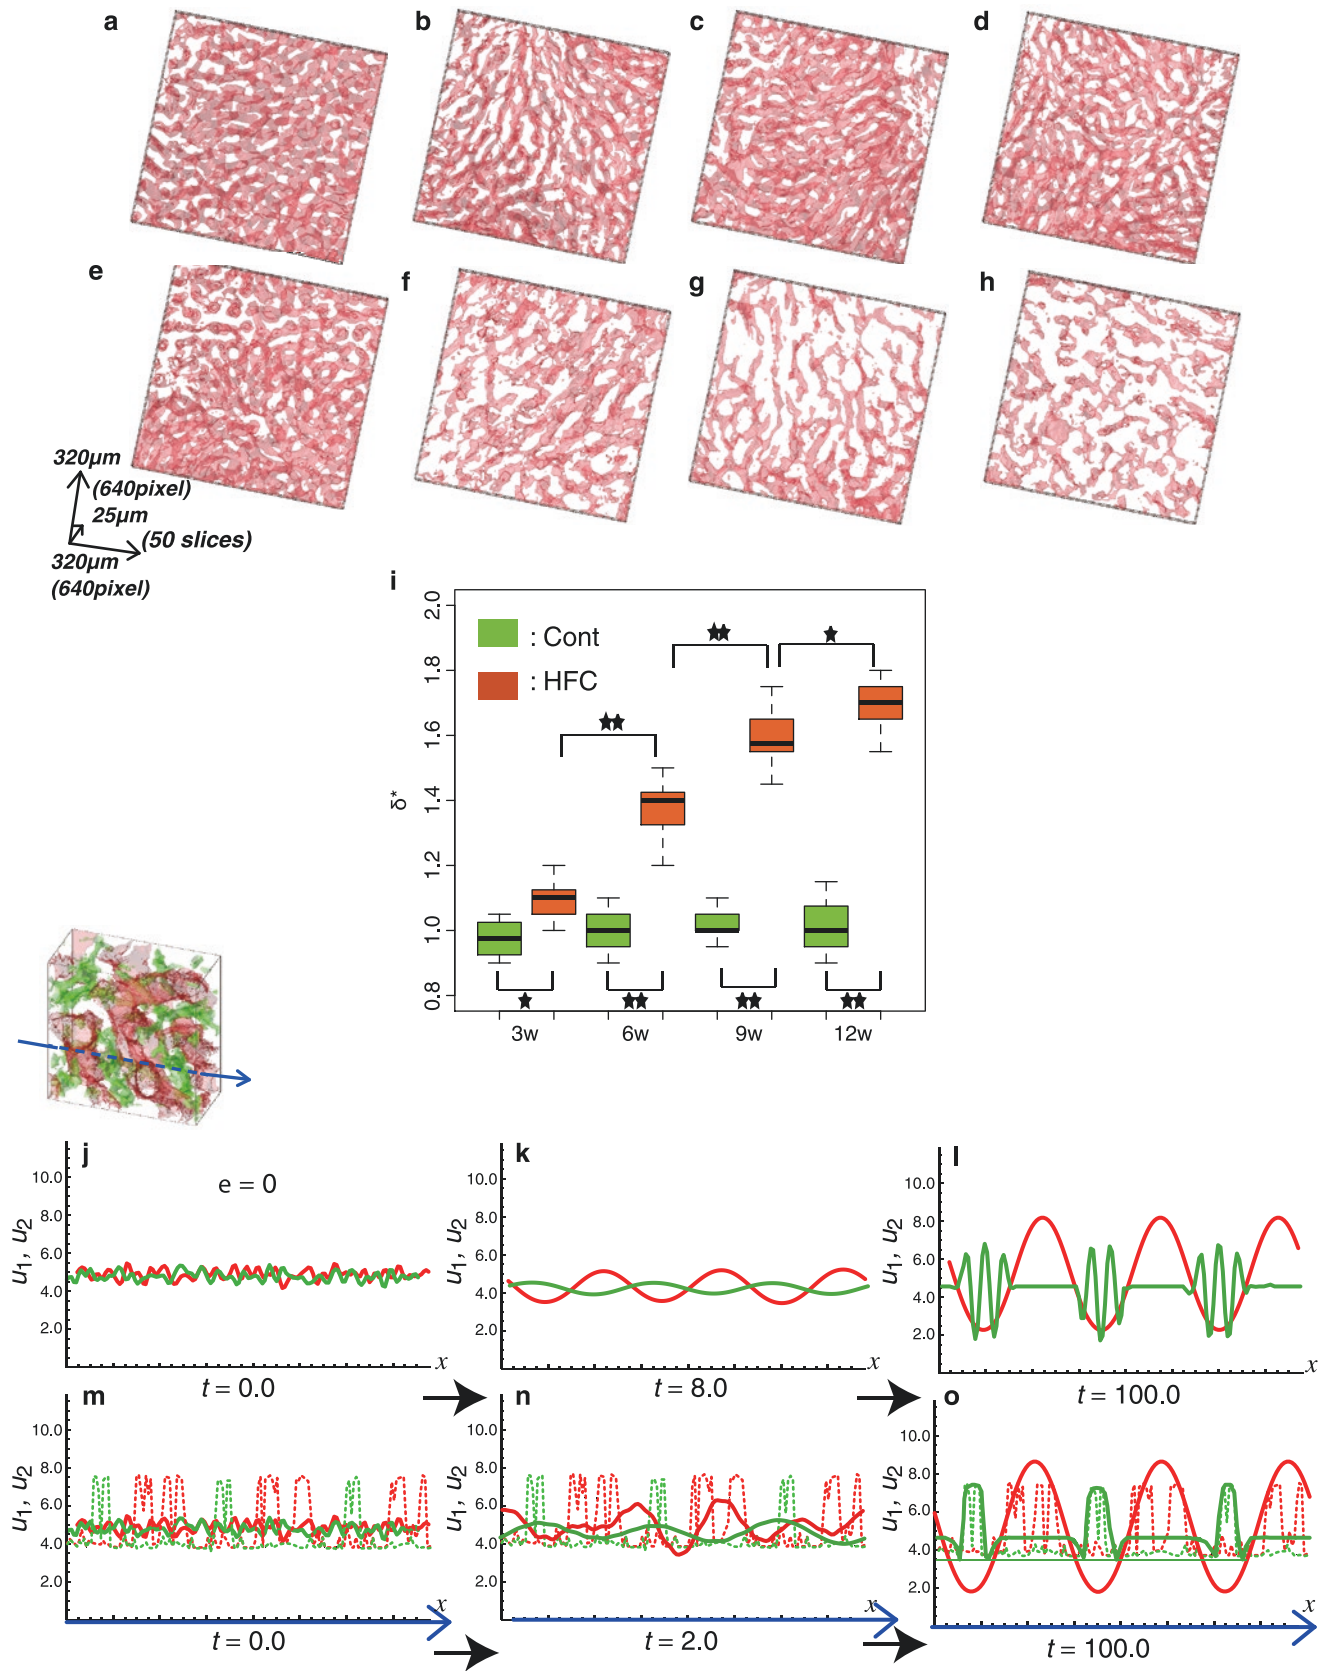 a
b
c
d
e
f
g
h
320μm
(640pixel)
25μm
(50 slices)
320μm
(640pixel)
i
: Cont
: HFC
δ*
2.0
1.8
1.6
1.4
1.2
1.0
0.8
3w
6w
9w
12w
j
e = 0
10.0
8.0
6.0
4.0
2.0
u1, u2
x
t = 0.0
k
10.0
8.0
6.0
4.0
2.0
u1, u2
x
t = 8.0
l
10.0
8.0
6.0
4.0
2.0
u1, u2
x
t = 100.0
m
10.0
8.0
6.0
4.0
2.0
u1, u2
x
t = 0.0
n
10.0
8.0
6.0
4.0
2.0
u1, u2
x
t = 2.0
o
10.0
8.0
6.0
4.0
2.0
u1, u2
x
t = 100.0